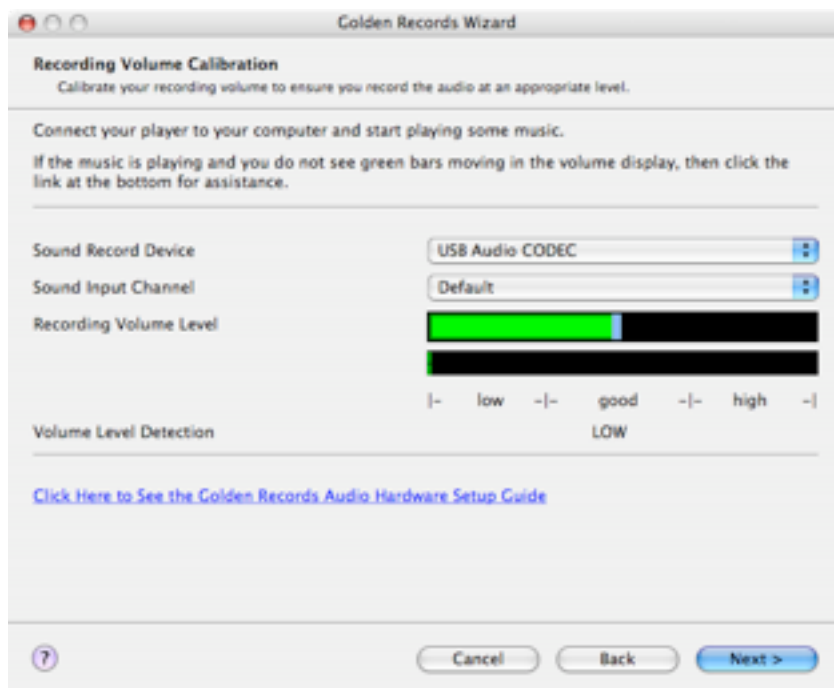 Golden Records Wizard
Recording Volume Calibration
Calibrate your recording volume to ensure you record the audio at an appropriate level.
Connect your player to your computer and start playing some music.
If the music is playing and you do not see green bars moving in the volume display, then click the
link at the bottom for assistance.
Sound Record Device
USB Audio CODEC
Sound Input Channel
Default
Recording Volume Level
|- low -|- good -|- high -|
Volume Level Detection
LOW
Click Here to See the Golden Records Audio Hardware Setup Guide
? Cancel Back Next >